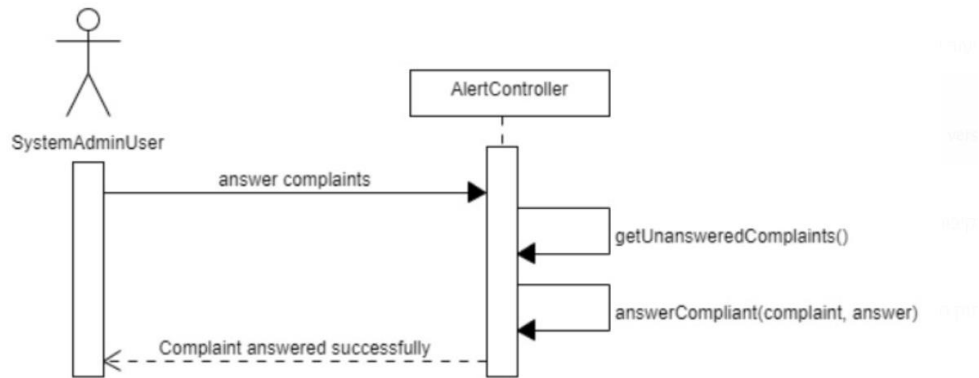 AlertController
SystemAdminUser
answer complaints
getUnansweredComplaints()
answerCompliant(complaint, answer)
Complaint answered successfully